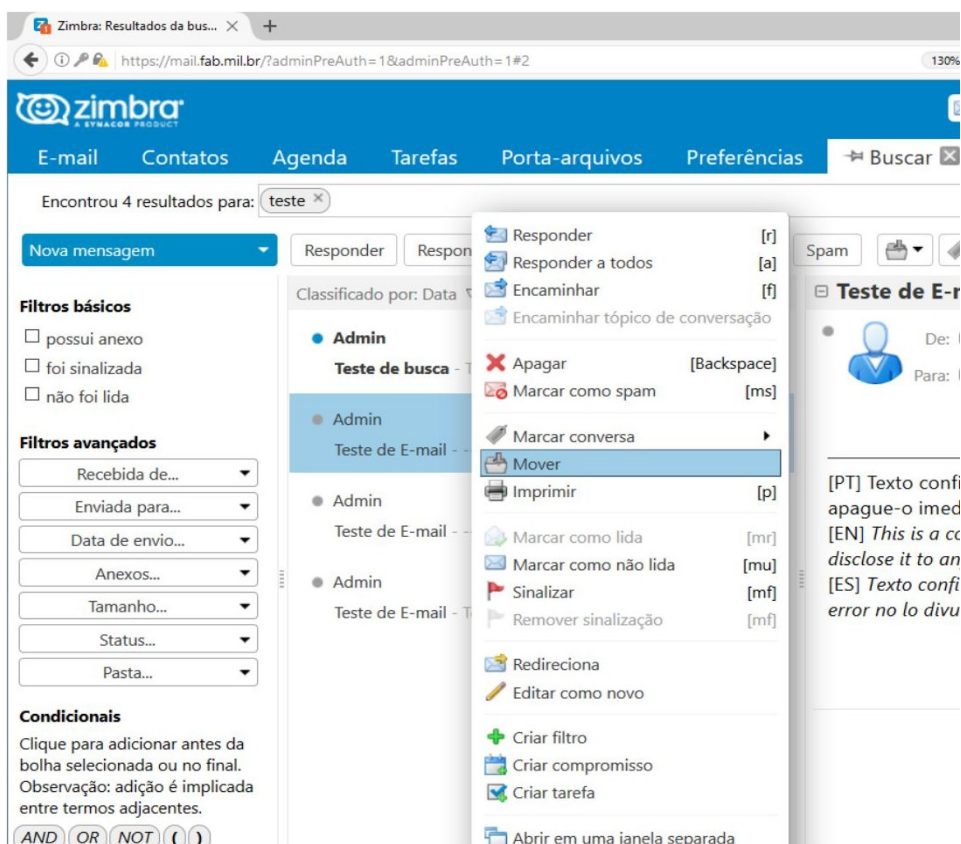 Zimbra: Resultados da bus...
https://mail.fab.mil.br/?adminPreAuth=1&adminPreAuth=1#2
130%
zimbra
A SYNACOR PRODUCT
E-mail Contatos Agenda Tarefas Porta-arquivos Preferências Buscar
Encontrou 4 resultados para: teste
Nova mensagem
Responder Respon Spam
Filtros básicos
possui anexo
foi sinalizada
não foi lida
Filtros avançados
Recebida de...
Enviada para...
Data de envio...
Anexos...
Tamanho...
Status...
Pasta...
Condicionais
Clique para adicionar antes da
bolha selecionada ou no final.
Observação: adição é implicada
entre termos adjacentes.
AND OR NOT ( )
Classificado por: Data
Admin
Teste de busca - T
Admin
Teste de E-mail - -
Admin
Teste de E-mail - --
Admin
Teste de E-mail - T
Responder [r]
Responder a todos [a]
Encaminhar [f]
Encaminhar tópico de conversação
Apagar [Backspace]
Marcar como spam [ms]
Marcar conversa
Mover
Imprimir [p]
Marcar como lida [mr]
Marcar como não lida [mu]
Sinalizar [mf]
Remover sinalização [mf]
Redireciona
Editar como novo
Criar filtro
Criar compromisso
Criar tarefa
Abrir em uma janela separada
Teste de E-r
De:
Para:
[PT] Texto confi
apague-o imed
[EN] This is a co
disclose it to an
[ES] Texto confi
error no lo divu